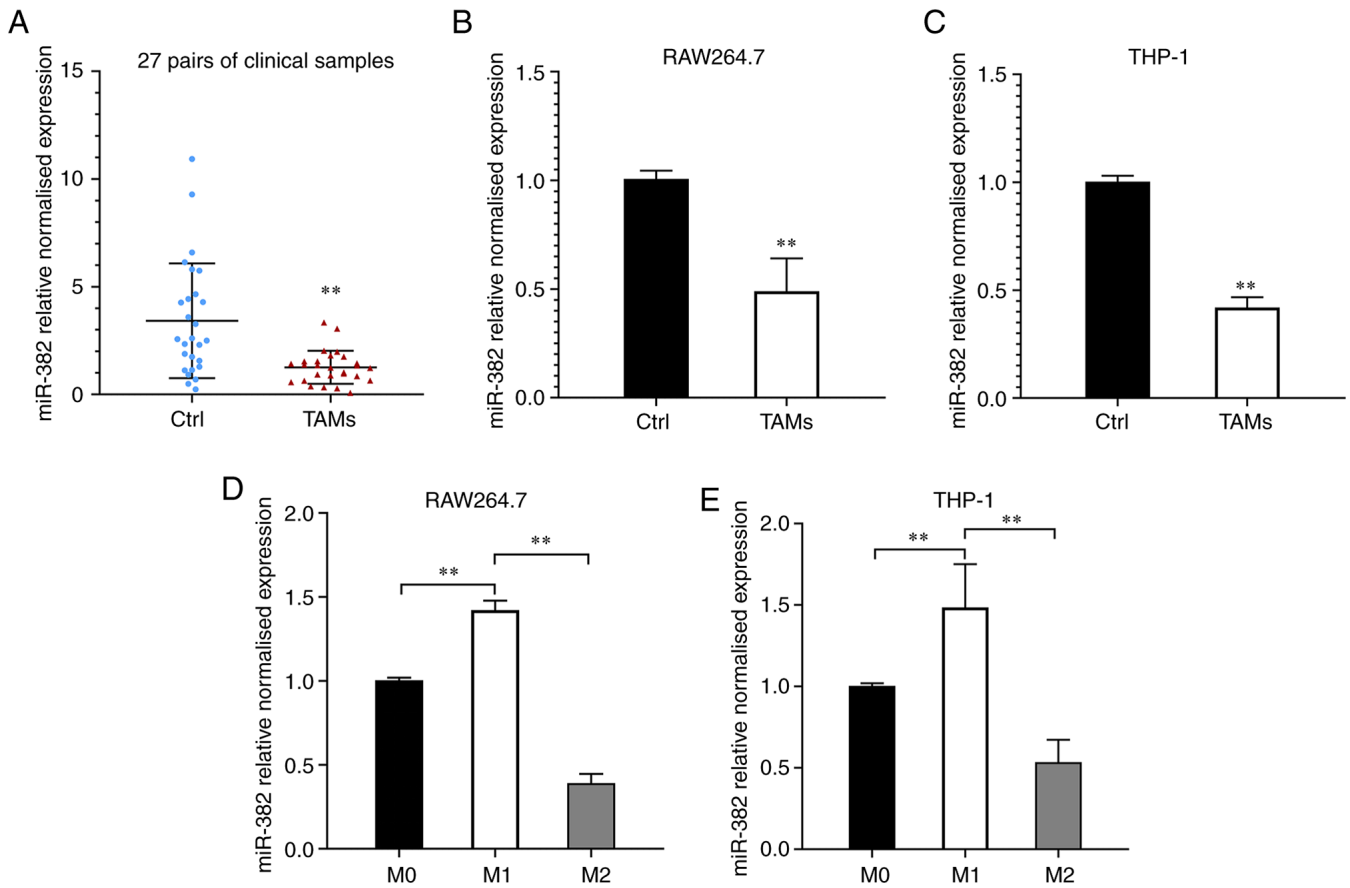 A
27 pairs of clinical samples
miR-382 relative normalised expression
15
10
5
0
**
Ctrl
TAMs
B
RAW264.7
miR-382 relative normalised expression
1.5
1.0
0.5
0.0
**
Ctrl
TAMs
C
THP-1
miR-382 relative normalised expression
1.5
1.0
0.5
0.0
**
Ctrl
TAMs
D
RAW264.7
miR-382 relative normalised expression
2.0
1.5
1.0
0.5
0.0
**
**
M0
M1
M2
E
THP-1
miR-382 relative normalised expression
2.0
1.5
1.0
0.5
0.0
**
**
M0
M1
M2